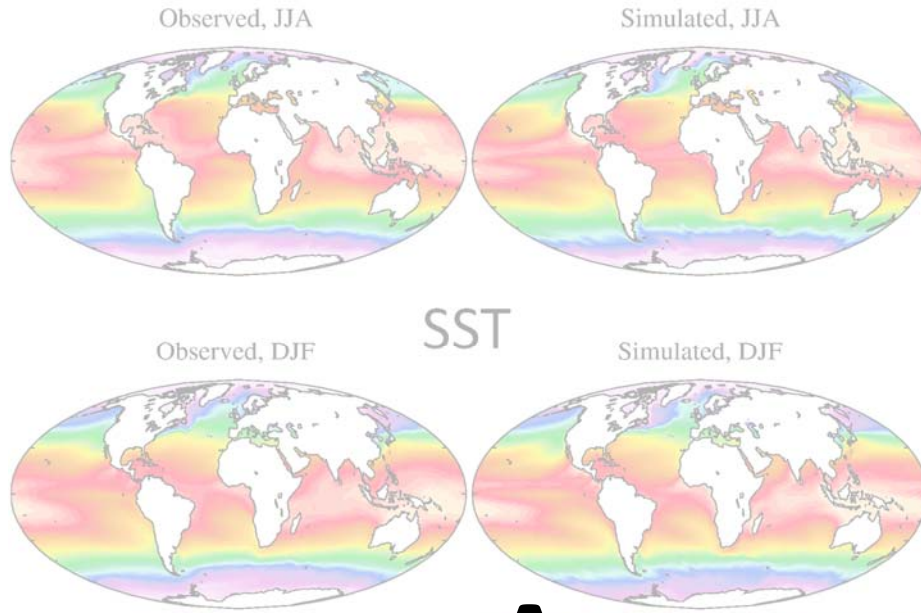 Observed, JJA
Simulated, JJA
SST
Observed, DJF
Simulated, DJF